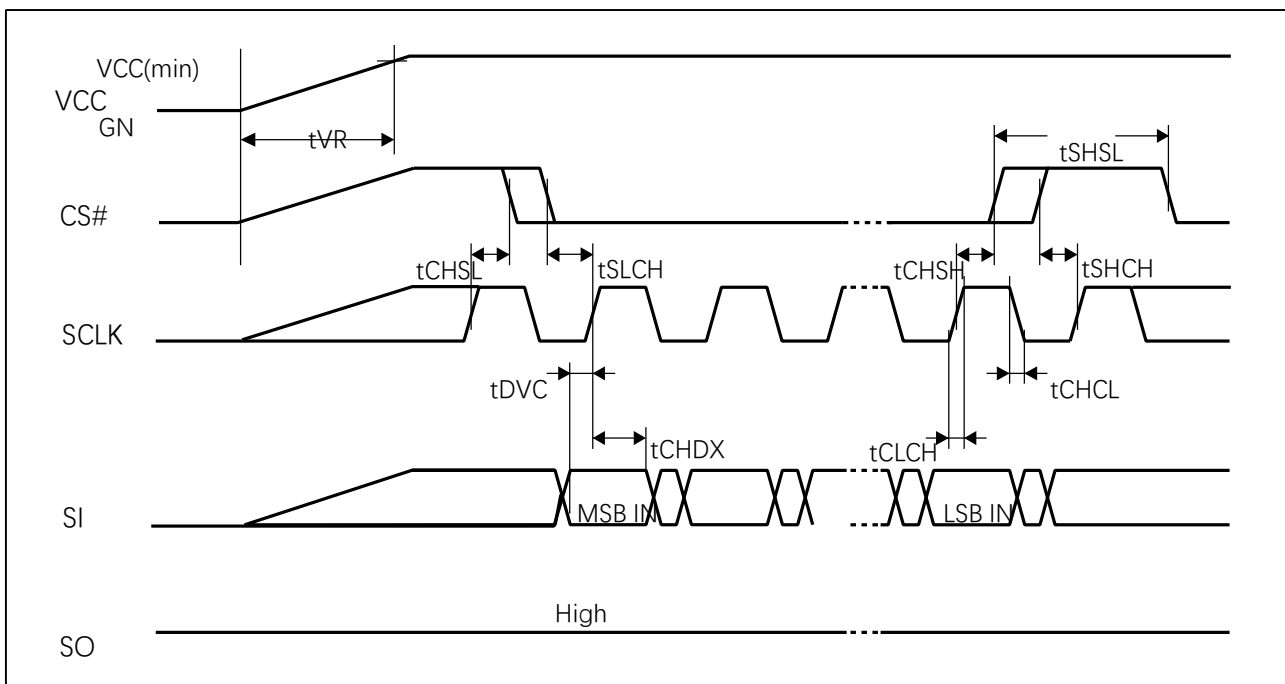 VCC(min)
VCC
GN
tVR
tSHSL
CS#
tCHSL
tSLCH
tCHSH
tSHCH
SCLK
tDVC
tCHCL
tCHDX
tCLCH
SI
MSB IN
LSB IN
High
SO